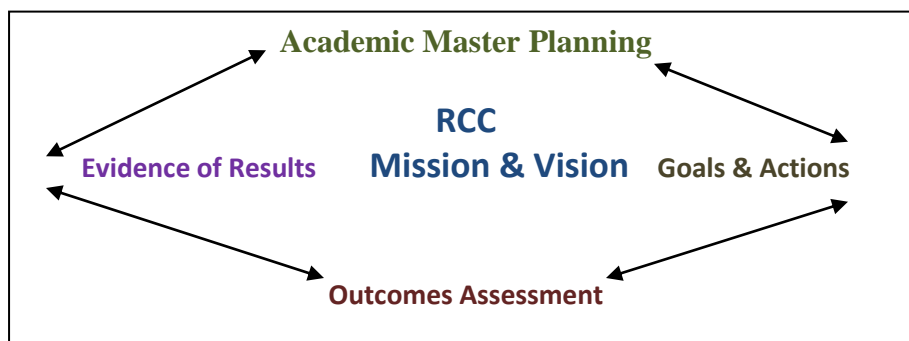 Academic Master Planning
RCC
Mission & Vision
Evidence of Results
Goals & Actions
Outcomes Assessment